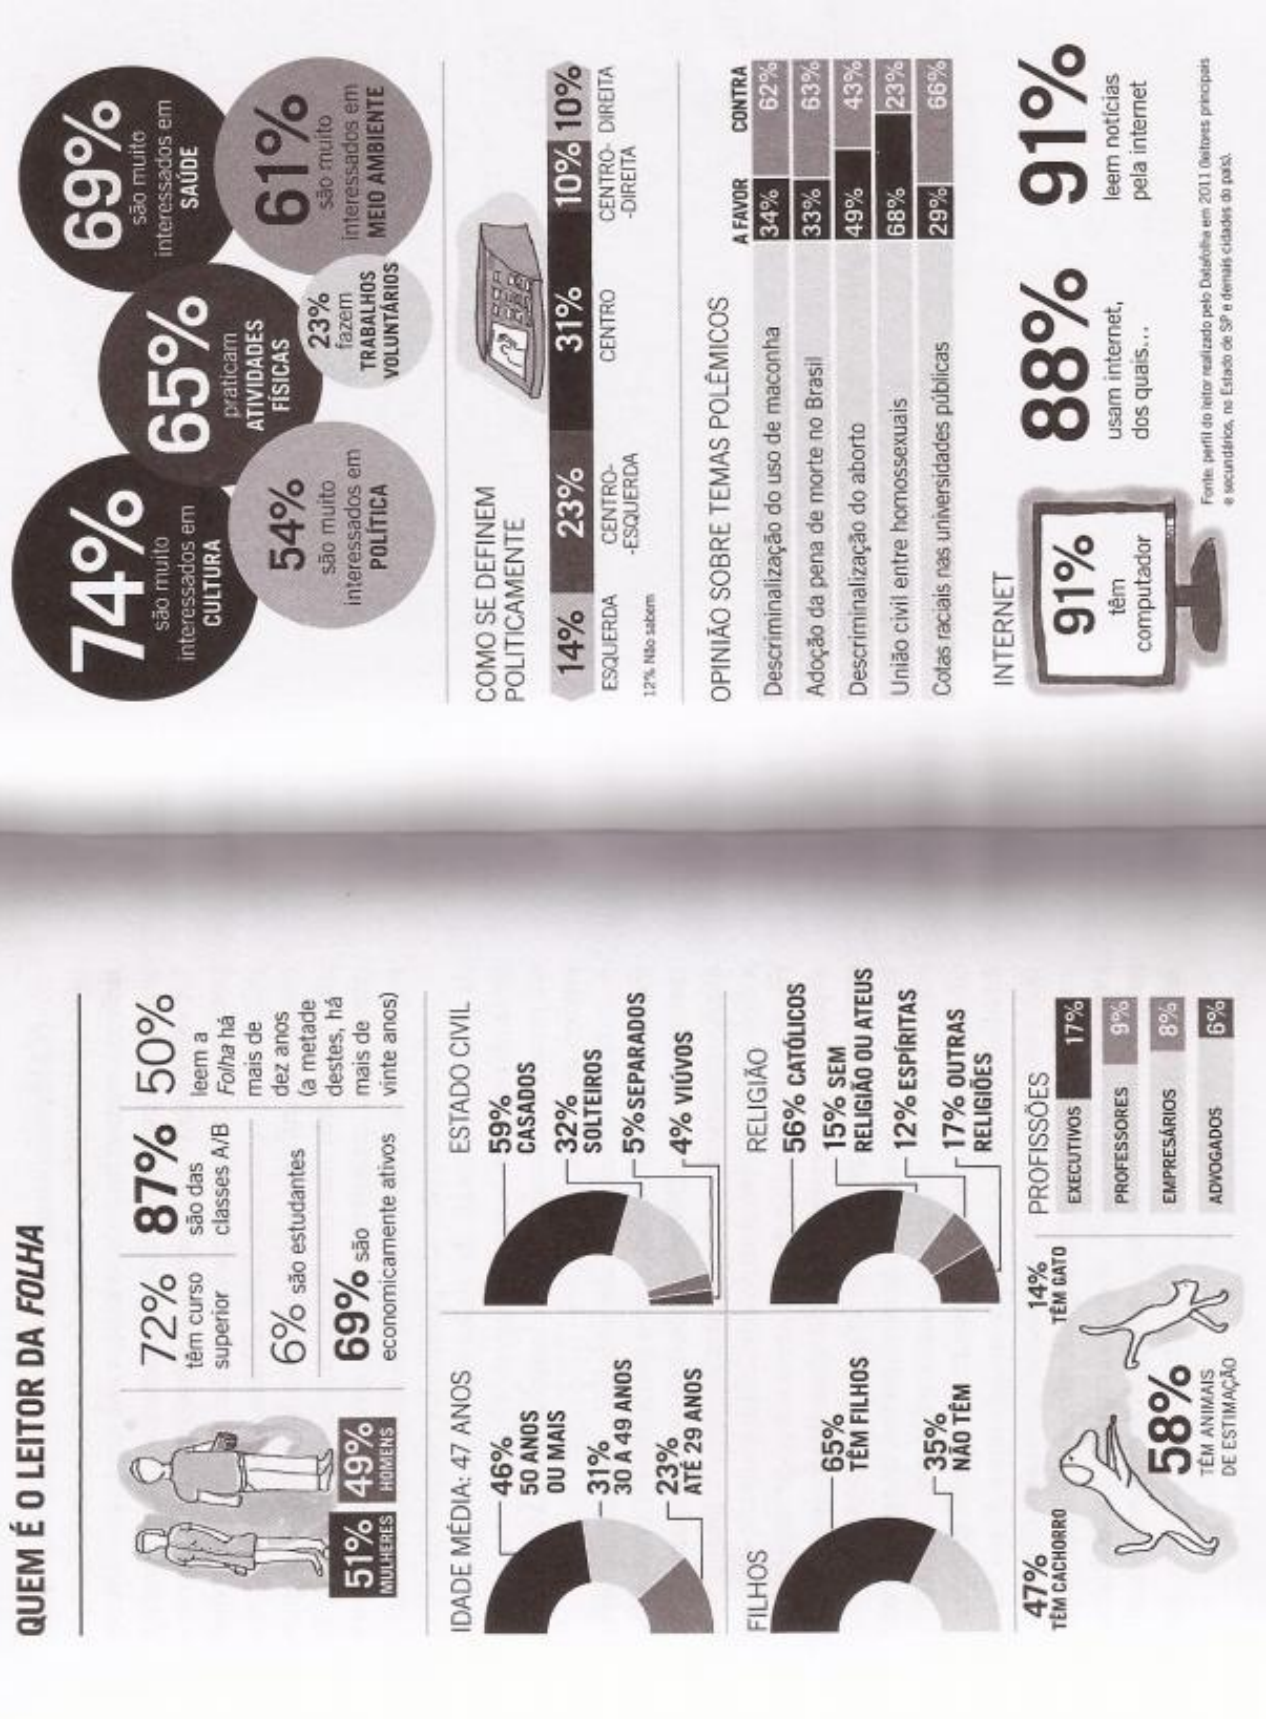 QUEM É O LEITOR DA FOLHA
51%
MULHERES
49%
HOMENS
72%
têm curso
superior
87%
são das
classes A/B
6% são estudantes
69% são
economicamente ativos
50%
leem a
Folha há
mais de
dez anos
(a metade
destes, há
mais de
vinte anos)
IDADE MÉDIA: 47 ANOS
46%
50 ANOS
OU MAIS
31%
30 A 49 ANOS
23%
ATÉ 29 ANOS
ESTADO CIVIL
59%
CASADOS
32%
SOLTEIROS
5% SEPARADOS
4% VIÚVOS
FILHOS
65%
TÊM FILHOS
35%
NÃO TÊM
RELIGIÃO
56% CATÓLICOS
15% SEM
RELIGIÃO OU ATEUS
12% ESPÍRITAS
17% OUTRAS
RELIGIÕES
47%
TÊM CACHORRO
14%
TÊM GATO
58%
TÊM ANIMAIS
DE ESTIMAÇÃO
PROFISSÕES
EXECUTIVOS 17%
PROFESSORES 9%
EMPRESÁRIOS 8%
ADVOGADOS 6%
74%
são muito
interessados em
CULTURA
65%
praticam
ATIVIDADES
FÍSICAS
69%
são muito
interessados em
SAÚDE
54%
são muito
interessados em
POLÍTICA
23%
fazem
TRABALHOS
VOLUNTÁRIOS
61%
são muito
interessados em
MEIO AMBIENTE
COMO SE DEFINEM
POLITICAMENTE
14% 23% 31% 10% 10%
ESQUERDA CENTRO- CENTRO CENTRO- DIREITA
-ESQUERDA -DIREITA
12% Não sabem
OPINIÃO SOBRE TEMAS POLÊMICOS
A FAVOR CONTRA
Descriminalização do uso de maconha 34% 62%
Adoção da pena de morte no Brasil 33% 63%
Descriminalização do aborto 49% 43%
União civil entre homossexuais 68% 23%
Cotas raciais nas universidades públicas 29% 66%
INTERNET
91%
têm
computador
88%
usam internet,
dos quais...
91%
leem notícias
pela internet
Fonte: perfil do leitor realizado pelo Datafolha em 2011 (leitores principais
e secundários, no Estado de SP e demais cidades do país).